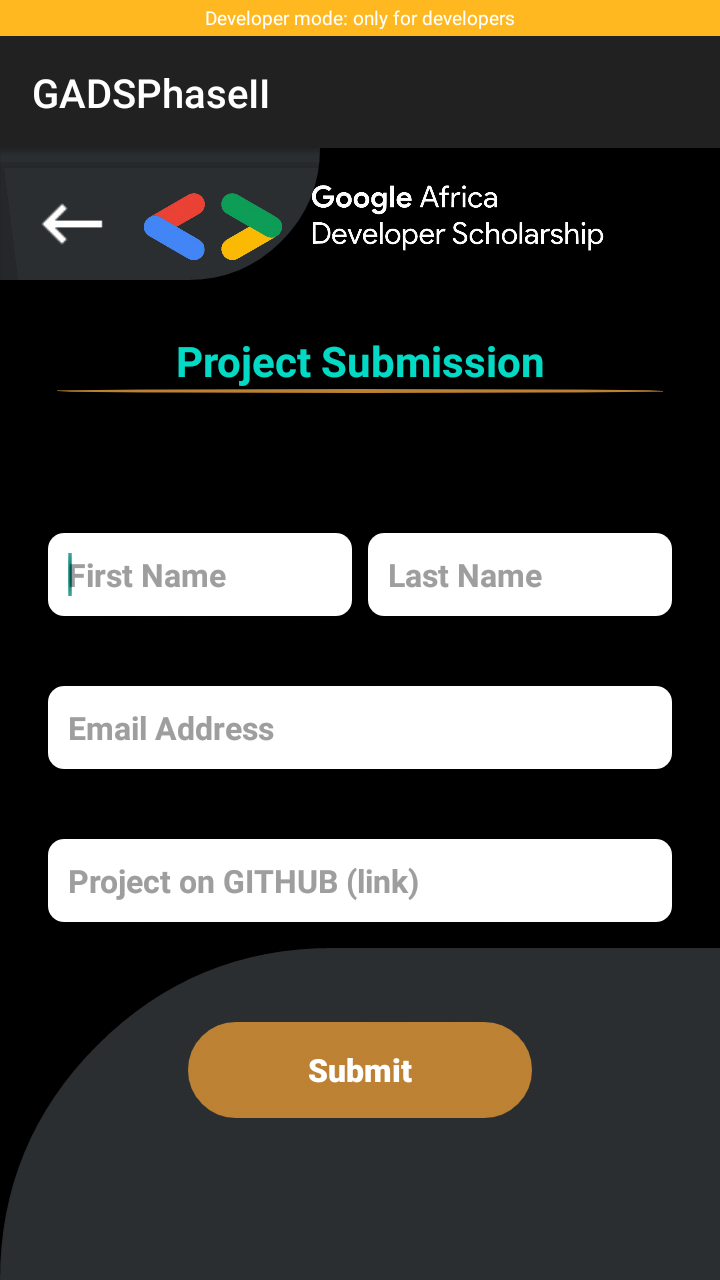 Developer mode: only for developers
GADSPhaseII
Google Africa
Developer Scholarship
Project Submission
First Name
Last Name
Email Address
Project on GITHUB (link)
Submit